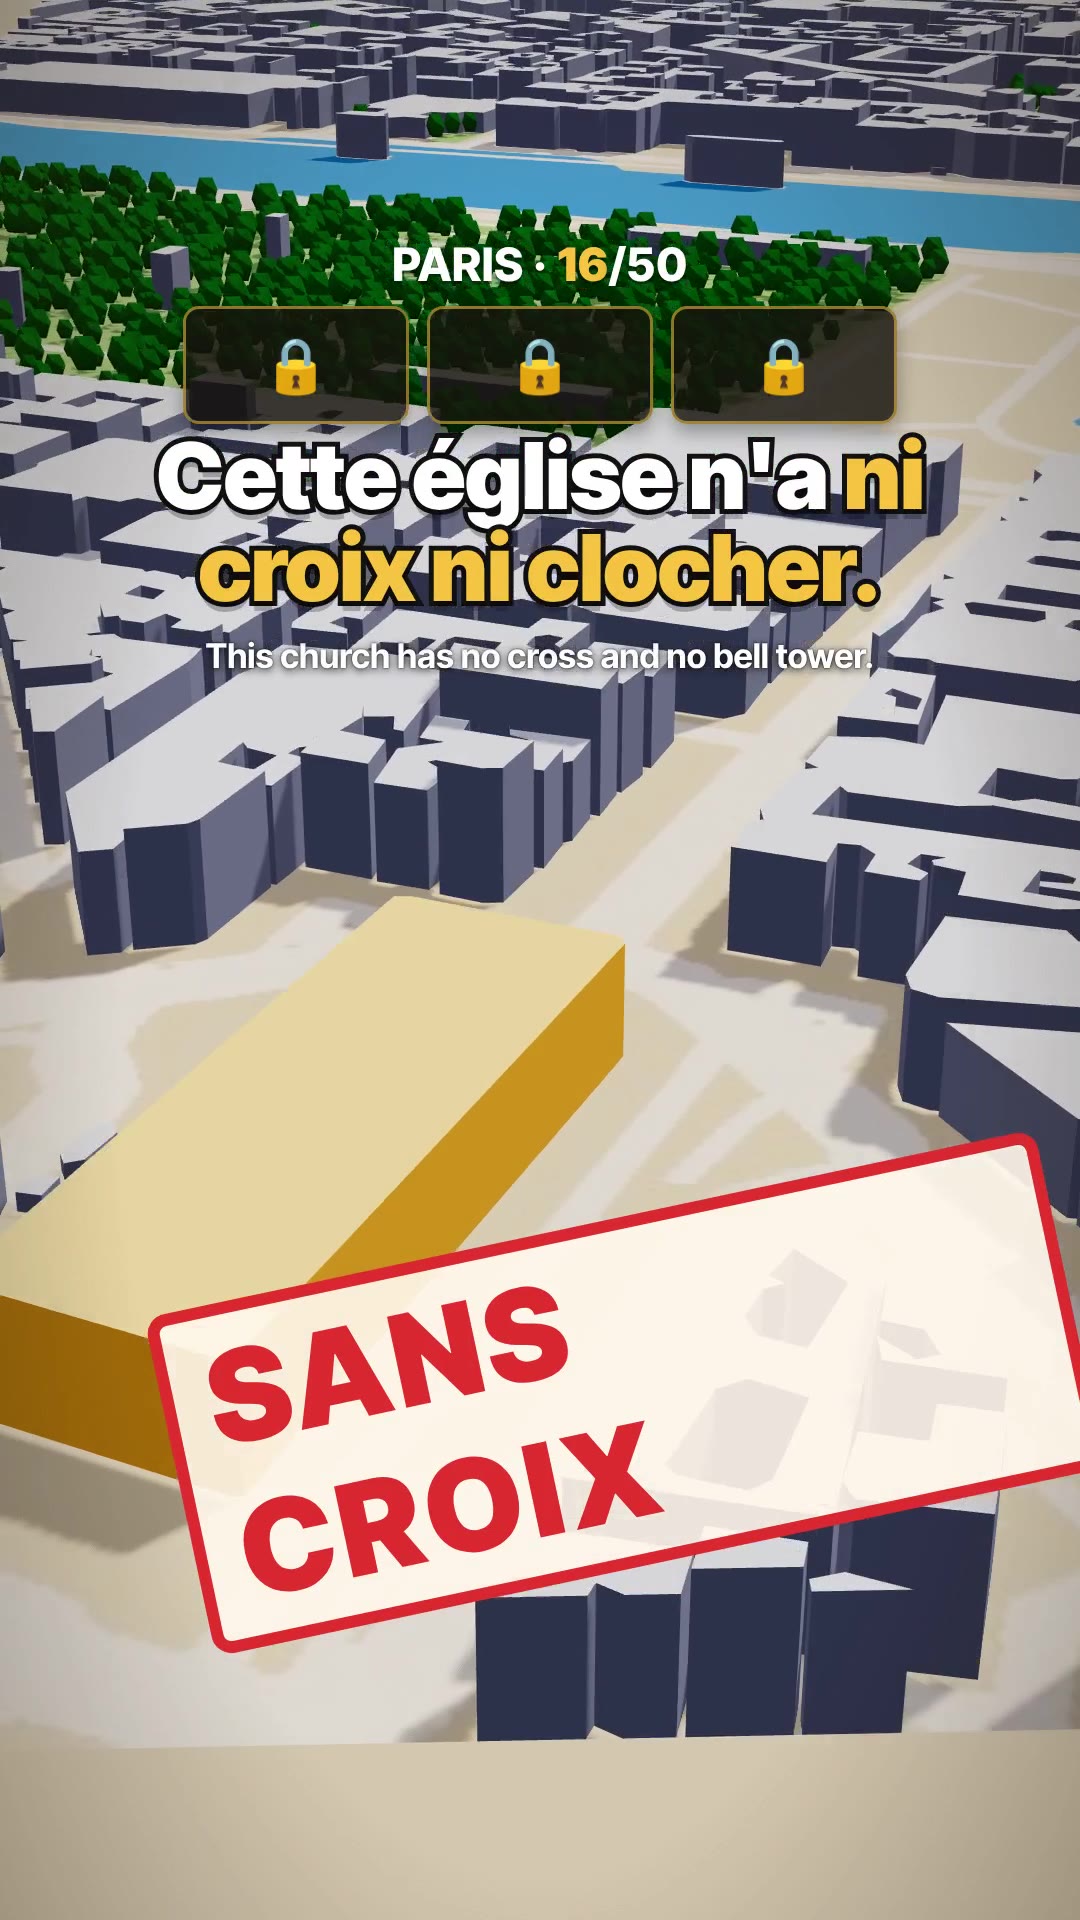 PARIS · 16/50
Cette église n'a ni
croix ni clocher.
This church has no cross and no bell tower.
SANS
CROIX